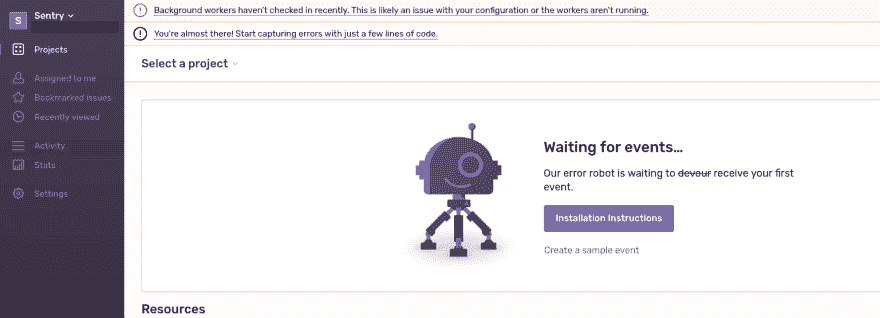 S
Sentry
Projects
Assigned to me
Bookmarked issues
Recently viewed
Activity
Stats
Settings
Background workers haven't checked in recently. This is likely an issue with your configuration or the workers aren't running.
You're almost there! Start capturing errors with just a few lines of code.
Select a project
Waiting for events…
Our error robot is waiting to devour receive your first
event.
Installation Instructions
Create a sample event
Resources